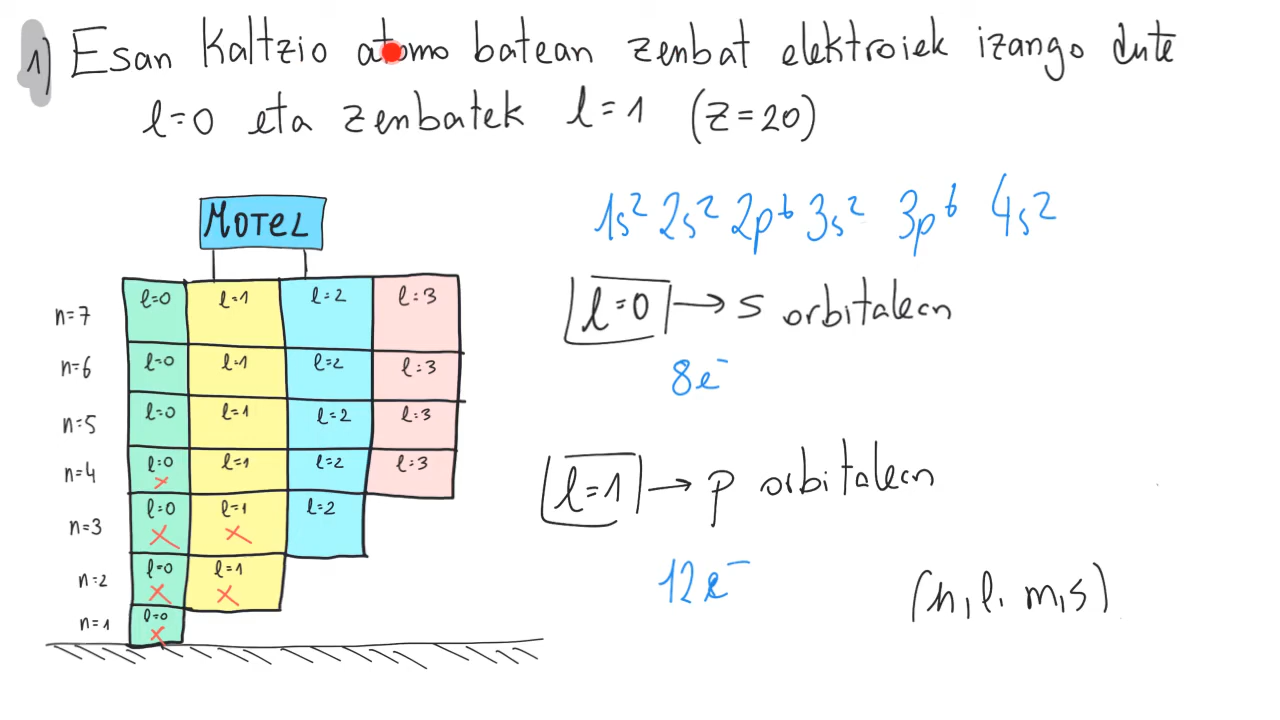 1) Esan Kaltzio atomo batean zenbat elektroiek izango dute
l=0 eta zenbatek l=1 (Z=20)
1s² 2s² 2p⁶ 3s² 3p⁶ 4s²
MOTEL
n=7 l=0 l=1 l=2 l=3
n=6 l=0 l=1 l=2 l=3
n=5 l=0 l=1 l=2 l=3
n=4 l=0 l=1 l=2 l=3
n=3 l=0 l=1 l=2
n=2 l=0 l=1
n=1 l=0
l=0 → s orbitalean
8e⁻
l=1 → p orbitalean
12e⁻
(n, l, m, s)